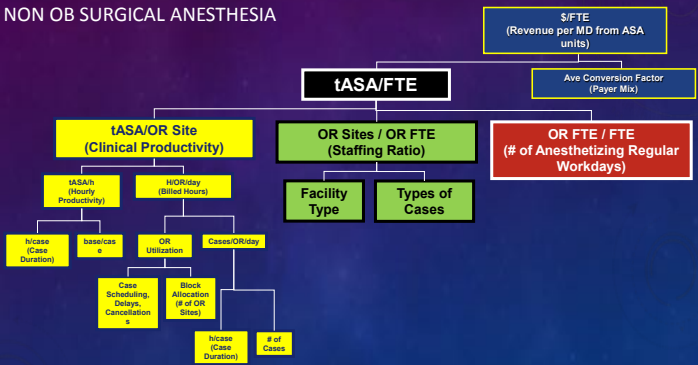 NON OB SURGICAL ANESTHESIA
$/FTE
(Revenue per MD from ASA
units)
Ave Conversion Factor
(Payer Mix)
tASA/FTE
tASA/OR Site
(Clinical Productivity)
OR Sites / OR FTE
(Staffing Ratio)
OR FTE / FTE
(# of Anesthetizing Regular
Workdays)
tASA/h
(Hourly
Productivity)
H/OR/day
(Billed Hours)
Facility
Type
Types of
Cases
h/case
(Case
Duration)
base/cas
e
OR
Utilization
Cases/OR/day
Case
Scheduling,
Delays,
Cancellation
s
Block
Allocation
(# of OR
Sites)
h/case
(Case
Duration)
# of
Cases